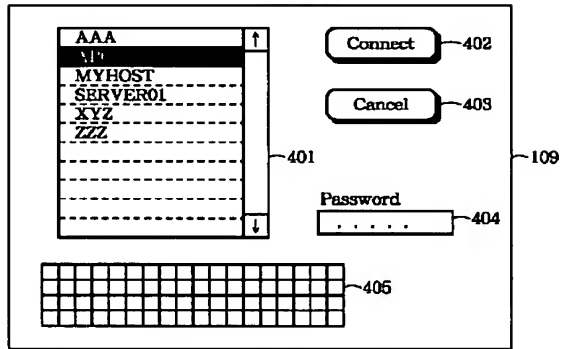 AAA
MYHOST
SERVER01
XYZ
ZZZ
401
Connect
402
Cancel
403
109
Password
. . . . .
404
405